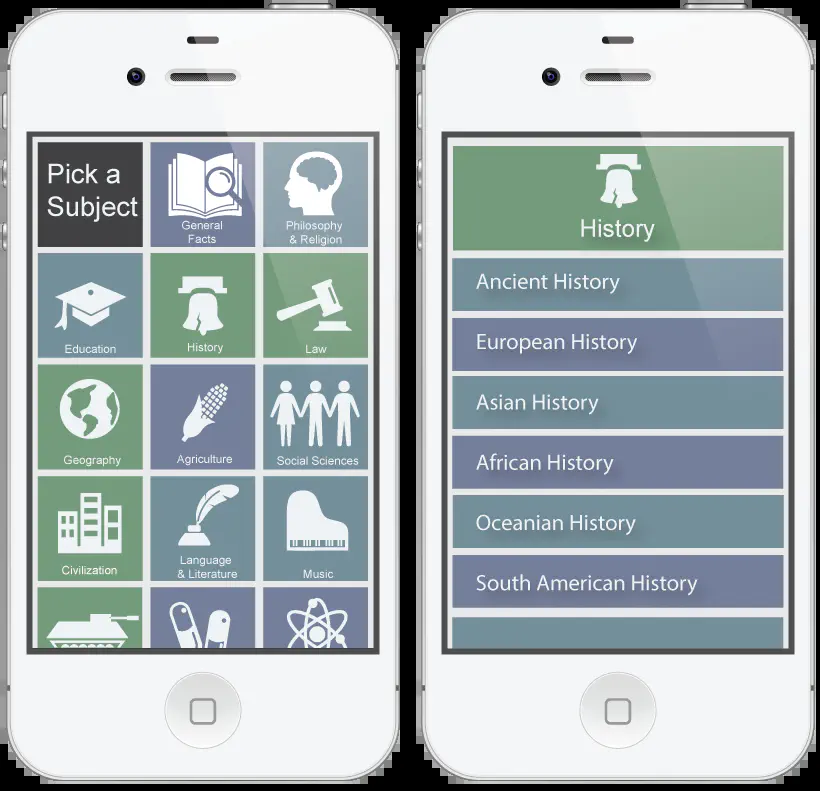 Pick a
Subject
General
Facts
Philosophy
& Religion
Education
History
Law
Geography
Agriculture
Social Sciences
Civilization
Language
& Literature
Music
History
Ancient History
European History
Asian History
African History
Oceanian History
South American History